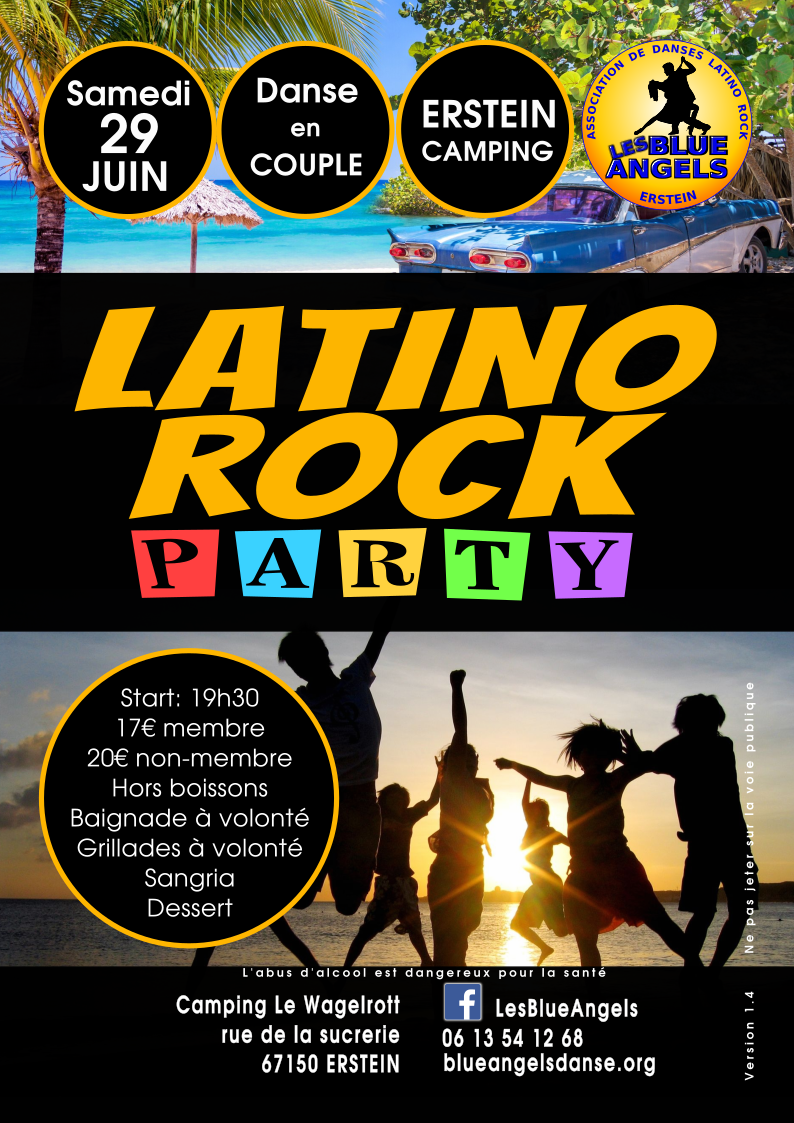 Samedi
29
JUIN
Danse
en
COUPLE
ERSTEIN
CAMPING
ASSOCIATION DE DANSES LATINO ROCK
LES BLUE
ANGELS
ERSTEIN
LATINO
ROCK
PARTY
Start: 19h30
17€ membre
20€ non-membre
Hors boissons
Baignade à volonté
Grillades à volonté
Sangria
Dessert
Ne pas jeter sur la voie publique
L'abus d'alcool est dangereux pour la santé
Camping Le Wagelrott
rue de la sucrerie
67150 ERSTEIN
LesBlueAngels
06 13 54 12 68
blueangelsdanse.org
Version 1.4